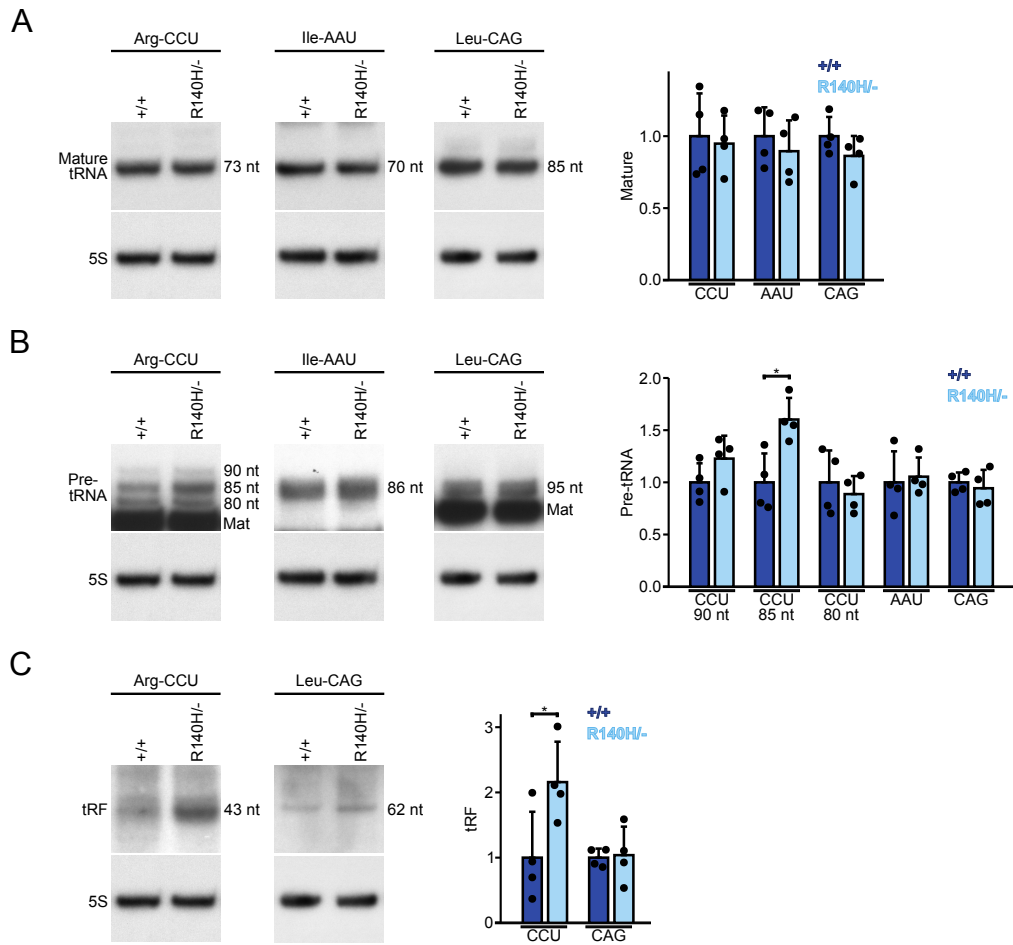 A
Arg-CCU
Ile-AAU
Leu-CAG
+/+
R140H/-
+/+
R140H/-
+/+
R140H/-
Mature
tRNA
73 nt
70 nt
85 nt
5S
+/+
R140H/-
Mature
1.0
0.5
0.0
CCU
AAU
CAG
B
Arg-CCU
Ile-AAU
Leu-CAG
+/+
R140H/-
+/+
R140H/-
+/+
R140H/-
Pre-
tRNA
90 nt
85 nt
80 nt
Mat
86 nt
95 nt
Mat
5S
*
+/+
R140H/-
Pre-tRNA
2.0
1.5
1.0
0.5
0.0
CCU
90 nt
CCU
85 nt
CCU
80 nt
AAU
CAG
C
Arg-CCU
Leu-CAG
+/+
R140H/-
+/+
R140H/-
tRF
43 nt
62 nt
5S
*
+/+
R140H/-
tRF
3
2
1
0
CCU
CAG